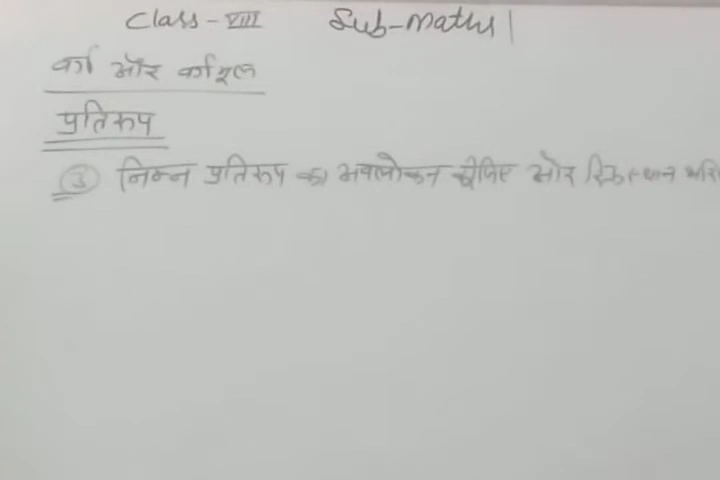 Class - VIII Sub - Maths
वर्ग और वर्गमूल
प्रतिरूप
③ निम्न प्रतिरूप का अवलोकन कीजिए और रिक्त स्थान